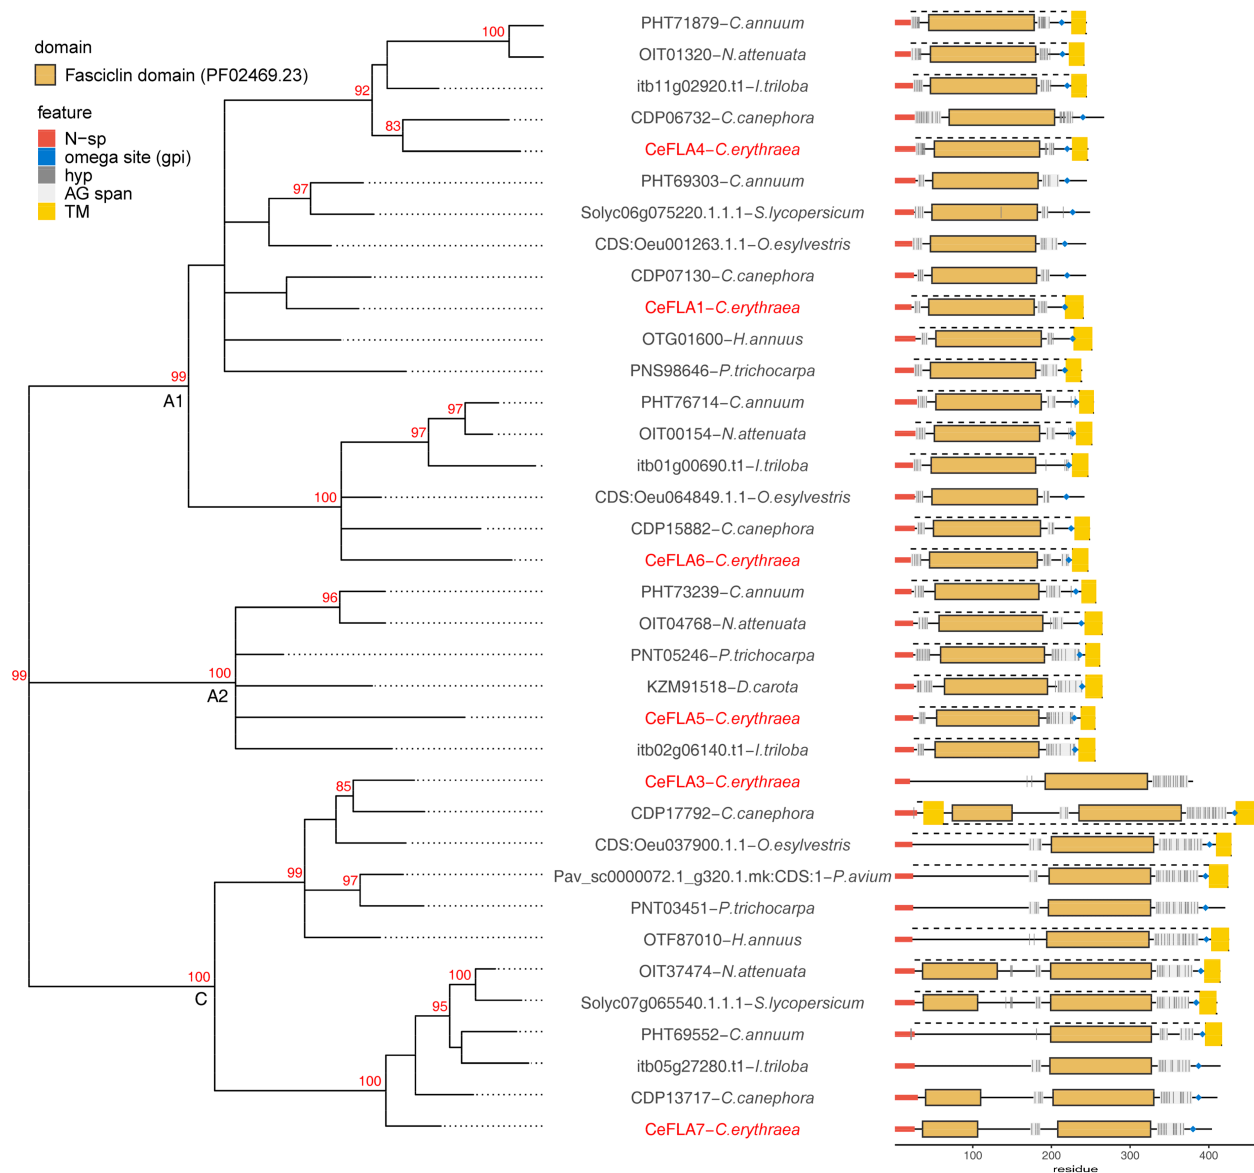 domain
Fasciclin domain (PF02469.23)
feature
N−sp
omega site (gpi)
hyp
AG span
TM
PHT71879−C.annuum
100
OIT01320−N.attenuata
itb11g02920.t1−I.triloba
92
CDP06732−C.canephora
83
CeFLA4−C.erythraea
PHT69303−C.annuum
97
Solyc06g075220.1.1.1−S.lycopersicum
CDS:Oeu001263.1.1−O.esylvestris
CDP07130−C.canephora
CeFLA1−C.erythraea
OTG01600−H.annuus
PNS98646−P.trichocarpa
99
A1
PHT76714−C.annuum
97
OIT00154−N.attenuata
97
itb01g00690.t1−I.triloba
100
CDS:Oeu064849.1.1−O.esylvestris
CDP15882−C.canephora
CeFLA6−C.erythraea
PHT73239−C.annuum
96
OIT04768−N.attenuata
PNT05246−P.trichocarpa
99
100
A2
KZM91518−D.carota
CeFLA5−C.erythraea
itb02g06140.t1−I.triloba
CeFLA3−C.erythraea
85
CDP17792−C.canephora
CDS:Oeu037900.1.1−O.esylvestris
99
Pav_sc0000072.1_g320.1.mk:CDS:1−P.avium
97
PNT03451−P.trichocarpa
OTF87010−H.annuus
100
C
OIT37474−N.attenuata
100
Solyc07g065540.1.1.1−S.lycopersicum
95
PHT69552−C.annuum
itb05g27280.t1−I.triloba
100
CDP13717−C.canephora
CeFLA7−C.erythraea
100 200 300 400
residue